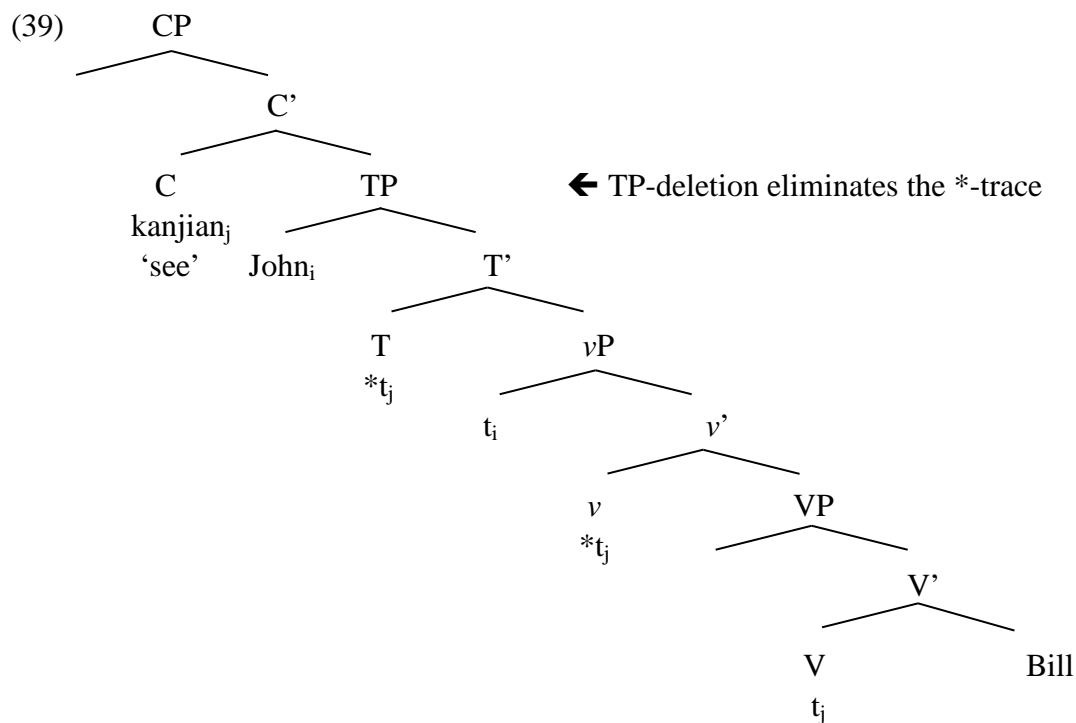 (39) CP
C’
C TP 🡸 TP-deletion eliminates the *-trace
kanjianⱼ
‘see’ Johnᵢ T’
T vP
*tⱼ
tᵢ v’
v VP
*tⱼ
V’
V Bill
tⱼ